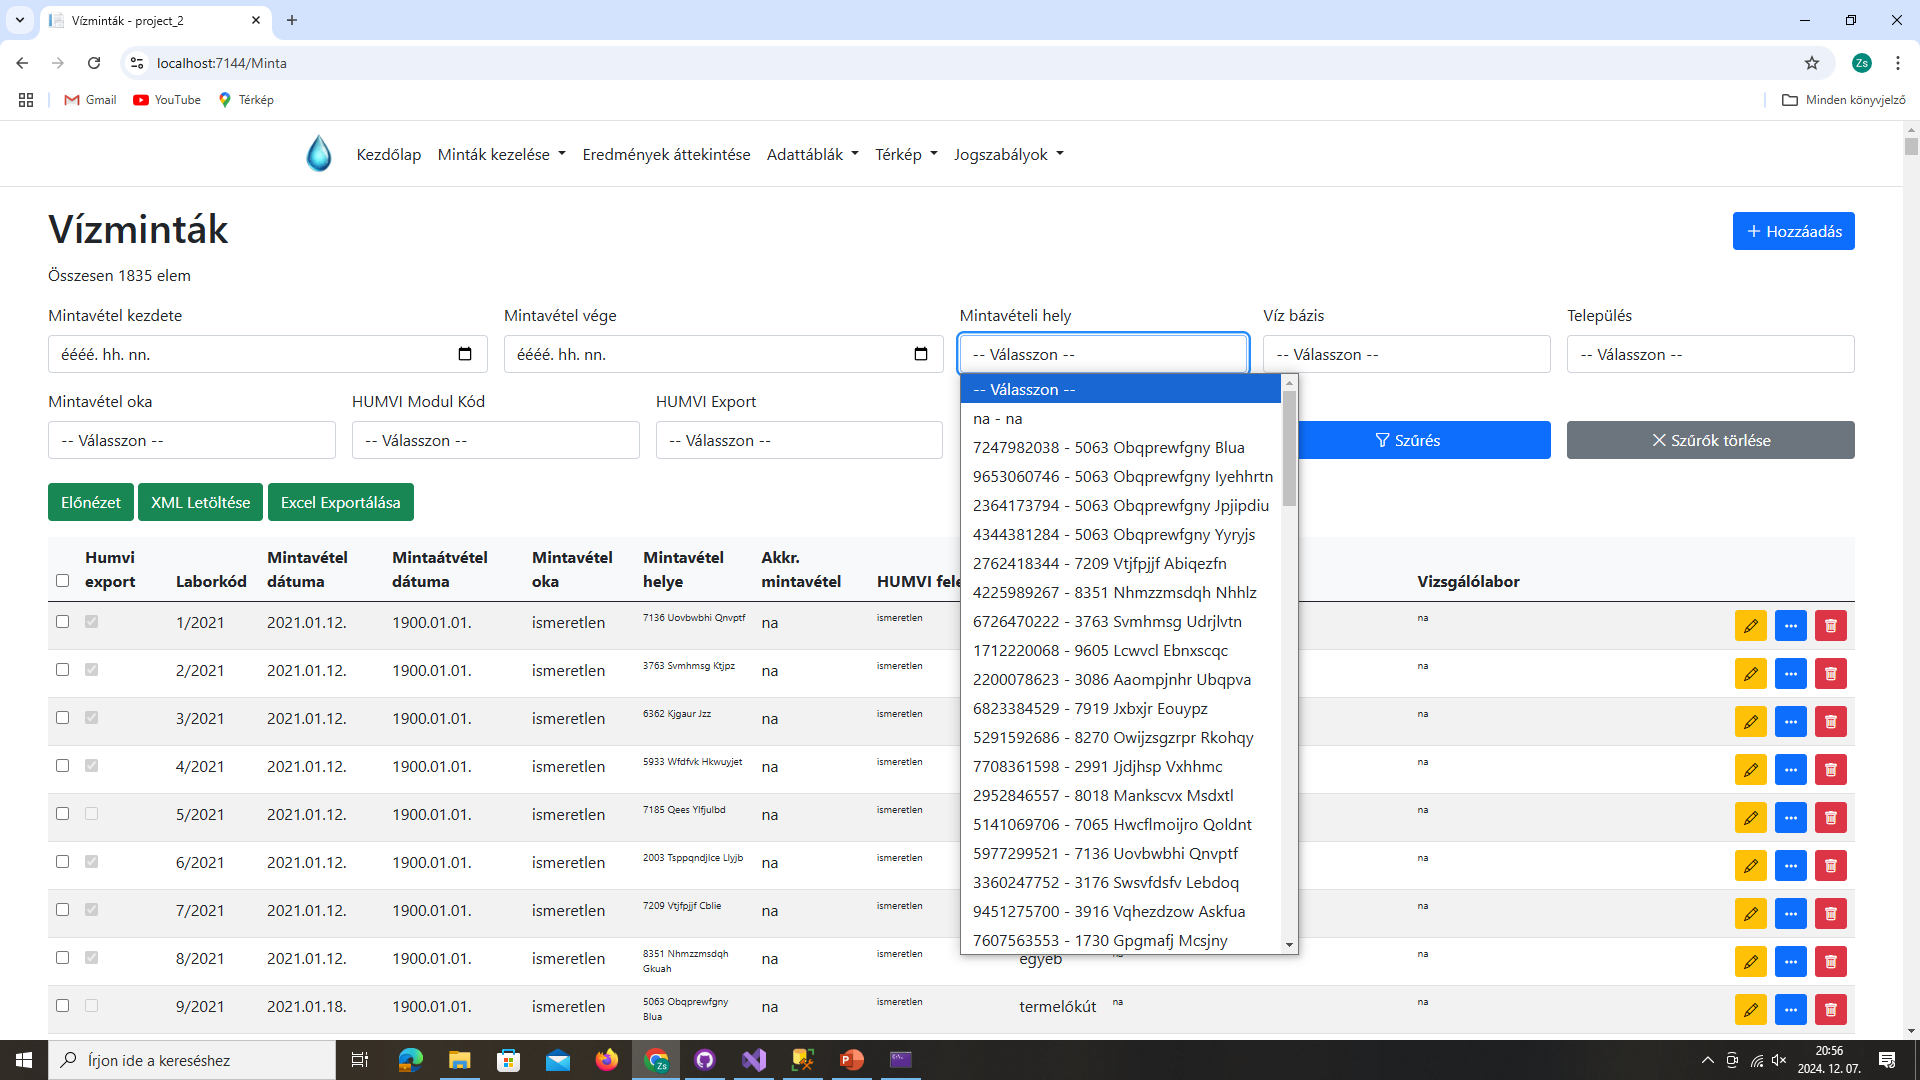 Vízminták - project_2
localhost:7144/Minta
Zs
Gmail
YouTube
Térkép
Minden könyvjelző
Kezdőlap
Minták kezelése
Eredmények áttekintése
Adattáblák
Térkép
Jogszabályok
Vízminták
Hozzáadás
Összesen 1835 elem
Mintavétel kezdete
Mintavétel vége
Mintavételi hely
Víz bázis
Település
éééé. hh. nn.
éééé. hh. nn.
-- Válasszon --
-- Válasszon --
-- Válasszon --
Mintavétel oka
HUMVI Modul Kód
HUMVI Export
-- Válasszon --
-- Válasszon --
-- Válasszon --
Szűrés
Szűrők törlése
-- Válasszon --
na - na
7247982038 - 5063 Obqprewfgny Blua
9653060746 - 5063 Obqprewfgny Iyehhrtn
2364173794 - 5063 Obqprewfgny Jpjipdiu
4344381284 - 5063 Obqprewfgny Yyryjs
2762418344 - 7209 Vtjfpjjf Abiqezfn
4225989267 - 8351 Nhmzzmsdqh Nhhlz
6726470222 - 3763 Svmhmsg Udrjlvtn
1712220068 - 9605 Lcwvcl Ebnxscqc
2200078623 - 3086 Aaompjnhr Ubqpva
6823384529 - 7919 Jxbxjr Eouypz
5291592686 - 8270 Owijzsgzrpr Rkohqy
7708361598 - 2991 Jjdjhsp Vxhhmc
2952846557 - 8018 Mankscvx Msdxtl
5141069706 - 7065 Hwcflmoijro Qoldnt
5977299521 - 7136 Uovbwbhi Qnvptf
3360247752 - 3176 Swsvfdsfv Lebdoq
9451275700 - 3916 Vqhezdzow Askfua
7607563553 - 1730 Gpgmafj Mcsjny
Előnézet
XML Letöltése
Excel Exportálása
Humvi export
Laborkód
Mintavétel dátuma
Mintaátvétel dátuma
Mintavétel oka
Mintavétel helye
Akkr. mintavétel
HUMVI fele
Vizsgálólabor
1/2021 2021.01.12. 1900.01.01. ismeretlen 7136 Uovbwbhi Qnvptf na ismeretlen na
2/2021 2021.01.12. 1900.01.01. ismeretlen 3763 Svmhmsg Ktjpz na ismeretlen na
3/2021 2021.01.12. 1900.01.01. ismeretlen 6362 Kjgaur Jzz na ismeretlen na
4/2021 2021.01.12. 1900.01.01. ismeretlen 5933 Wfdfvk Hkwuyjet na ismeretlen na
5/2021 2021.01.12. 1900.01.01. ismeretlen 7185 Qees Ylfjulbd na ismeretlen na
6/2021 2021.01.12. 1900.01.01. ismeretlen 2003 Tsppqndjlce Llyjb na ismeretlen na
7/2021 2021.01.12. 1900.01.01. ismeretlen 7209 Vtjfpjjf Cblie na ismeretlen na
8/2021 2021.01.12. 1900.01.01. ismeretlen 8351 Nhmzzmsdqh Gkuah na ismeretlen egyéb na na
9/2021 2021.01.18. 1900.01.01. ismeretlen 5063 Obqprewfgny Blua na ismeretlen termelőkút na na
Írjon ide a kereséshez
Zs
20:56
2024. 12. 07.